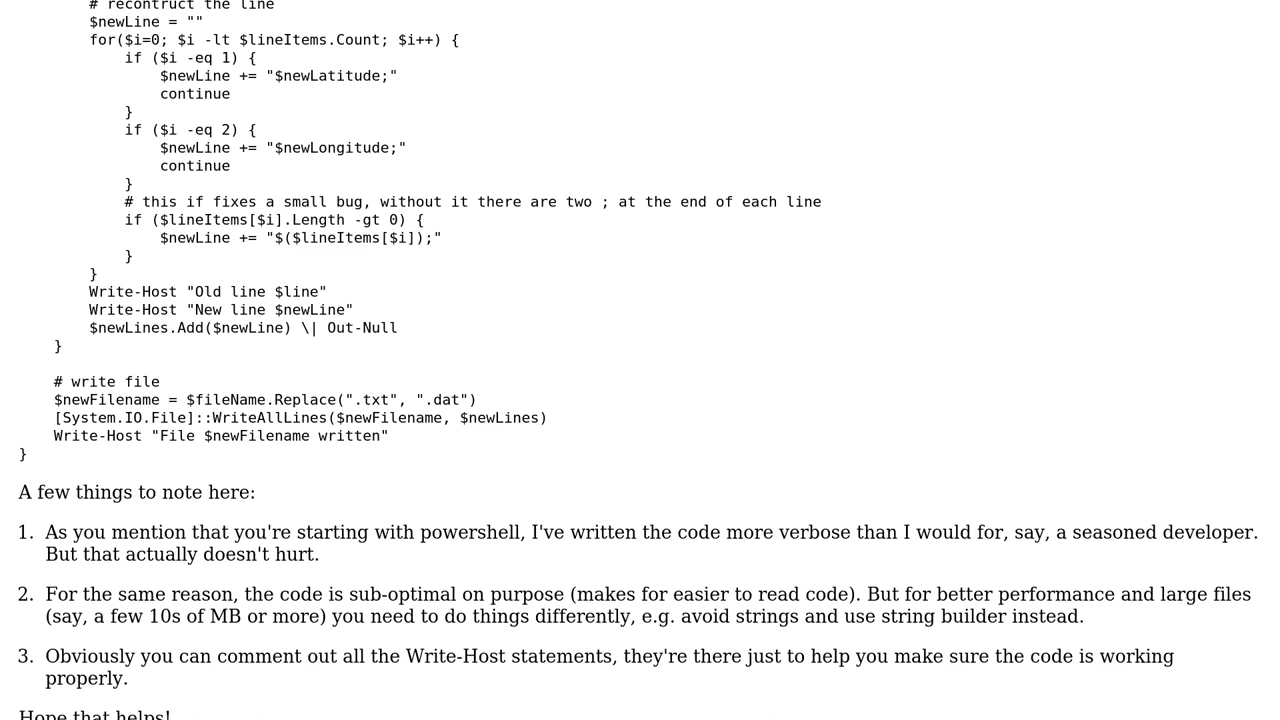 # recontruct the line
$newLine = ""
for($i=0; $i -lt $lineItems.Count; $i++) {
if ($i -eq 1) {
$newLine += "$newLatitude;"
continue
}
if ($i -eq 2) {
$newLine += "$newLongitude;"
continue
}
# this if fixes a small bug, without it there are two ; at the end of each line
if ($lineItems[$i].Length -gt 0) {
$newLine += "$($lineItems[$i]);"
}
}
Write-Host "Old line $line"
Write-Host "New line $newLine"
$newLines.Add($newLine) \| Out-Null
}
# write file
$newFilename = $fileName.Replace(".txt", ".dat")
[System.IO.File]::WriteAllLines($newFilename, $newLines)
Write-Host "File $newFilename written"
}
A few things to note here:
1. As you mention that you're starting with powershell, I've written the code more verbose than I would for, say, a seasoned developer.
But that actually doesn't hurt.
2. For the same reason, the code is sub-optimal on purpose (makes for easier to read code). But for better performance and large files
(say, a few 10s of MB or more) you need to do things differently, e.g. avoid strings and use string builder instead.
3. Obviously you can comment out all the Write-Host statements, they're there just to help you make sure the code is working
properly.
Hope that helps!